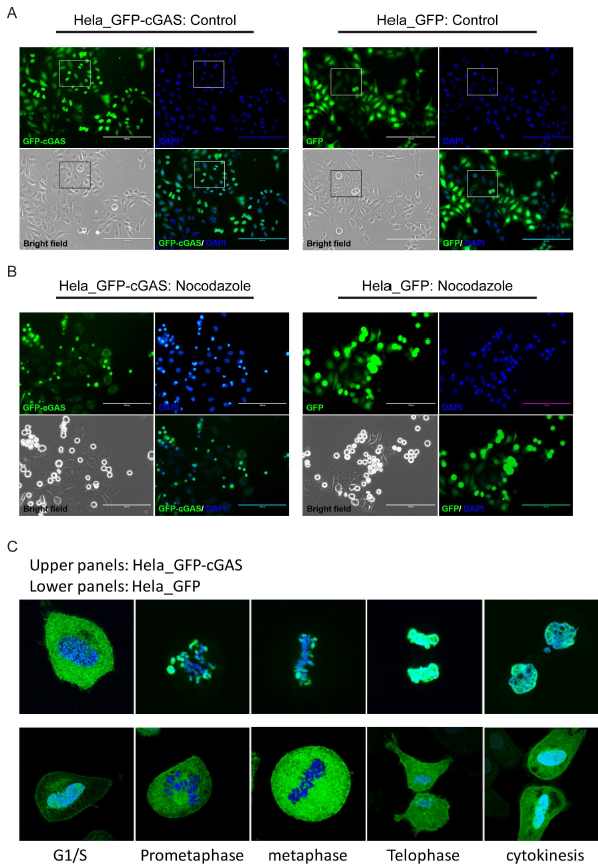 A
Hela_GFP-cGAS: Control
Hela_GFP: Control
GFP-cGAS
DAPI
GFP
DAPI
Bright field
GFP-cGAS/ DAPI
Bright field
GFP/ DAPI
B
Hela_GFP-cGAS: Nocodazole
Hela_GFP: Nocodazole
GFP-cGAS
DAPI
GFP
DAPI
Bright field
GFP-cGAS/ DAPI
Bright field
GFP/ DAPI
C
Upper panels: Hela_GFP-cGAS
Lower panels: Hela_GFP
G1/S
Prometaphase
metaphase
Telophase
cytokinesis